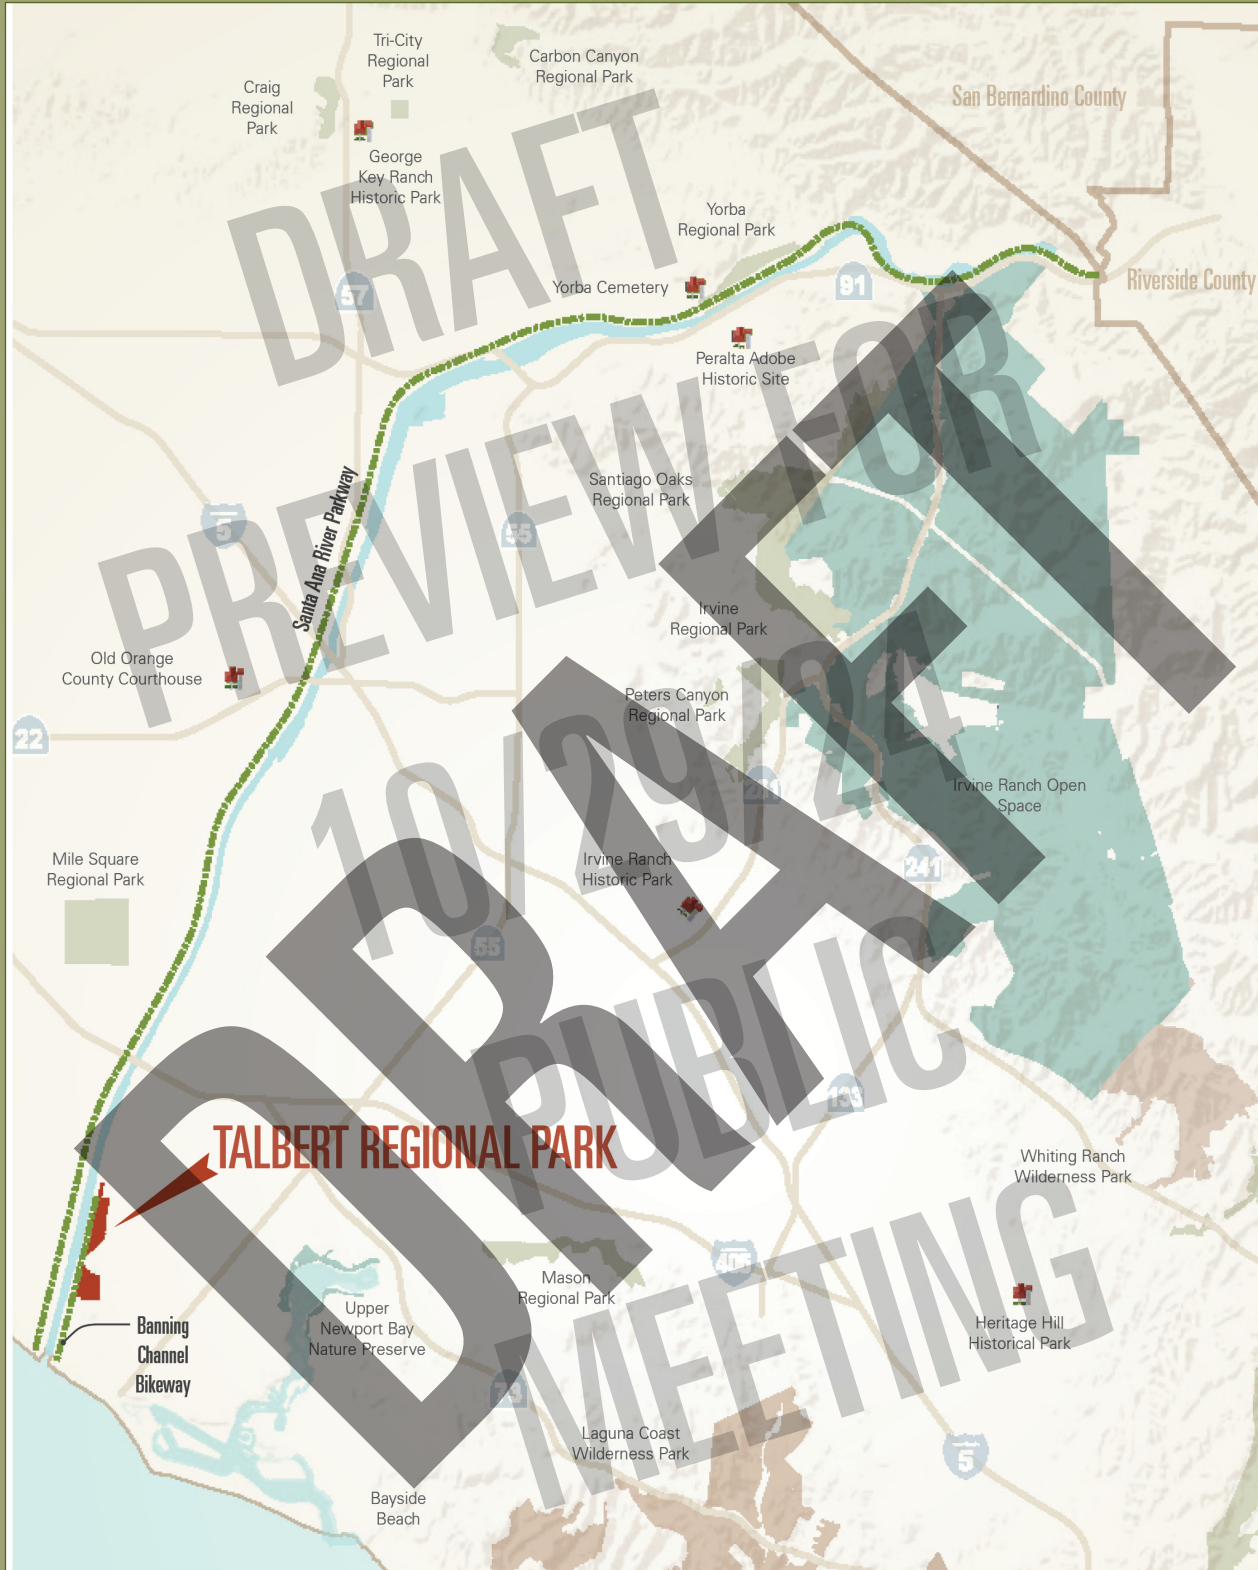 Tri-City
Regional
Park
Carbon Canyon
Regional Park
Craig
Regional
Park
San Bernardino County
George
Key Ranch
Historic Park
Yorba
Regional Park
Riverside County
Yorba Cemetery
57
91
Peralta Adobe
Historic Site
Santiago Oaks
Regional Park
5
55
Santa Ana River Parkway
Irvine
Regional Park
Old Orange
County Courthouse
Peters Canyon
Regional Park
22
Irvine Ranch Open
Space
Mile Square
Regional Park
Irvine Ranch
Historic Park
241
55
133
TALBERT REGIONAL PARK
Whiting Ranch
Wilderness Park
405
Mason
Regional Park
Upper
Newport Bay
Nature Preserve
Heritage Hill
Historical Park
Banning
Channel
Bikeway
73
Laguna Coast
Wilderness Park
5
Bayside
Beach
DRAFT
PREVIEW FOR
10/29/24
PUBLIC
MEETING
DRAFT